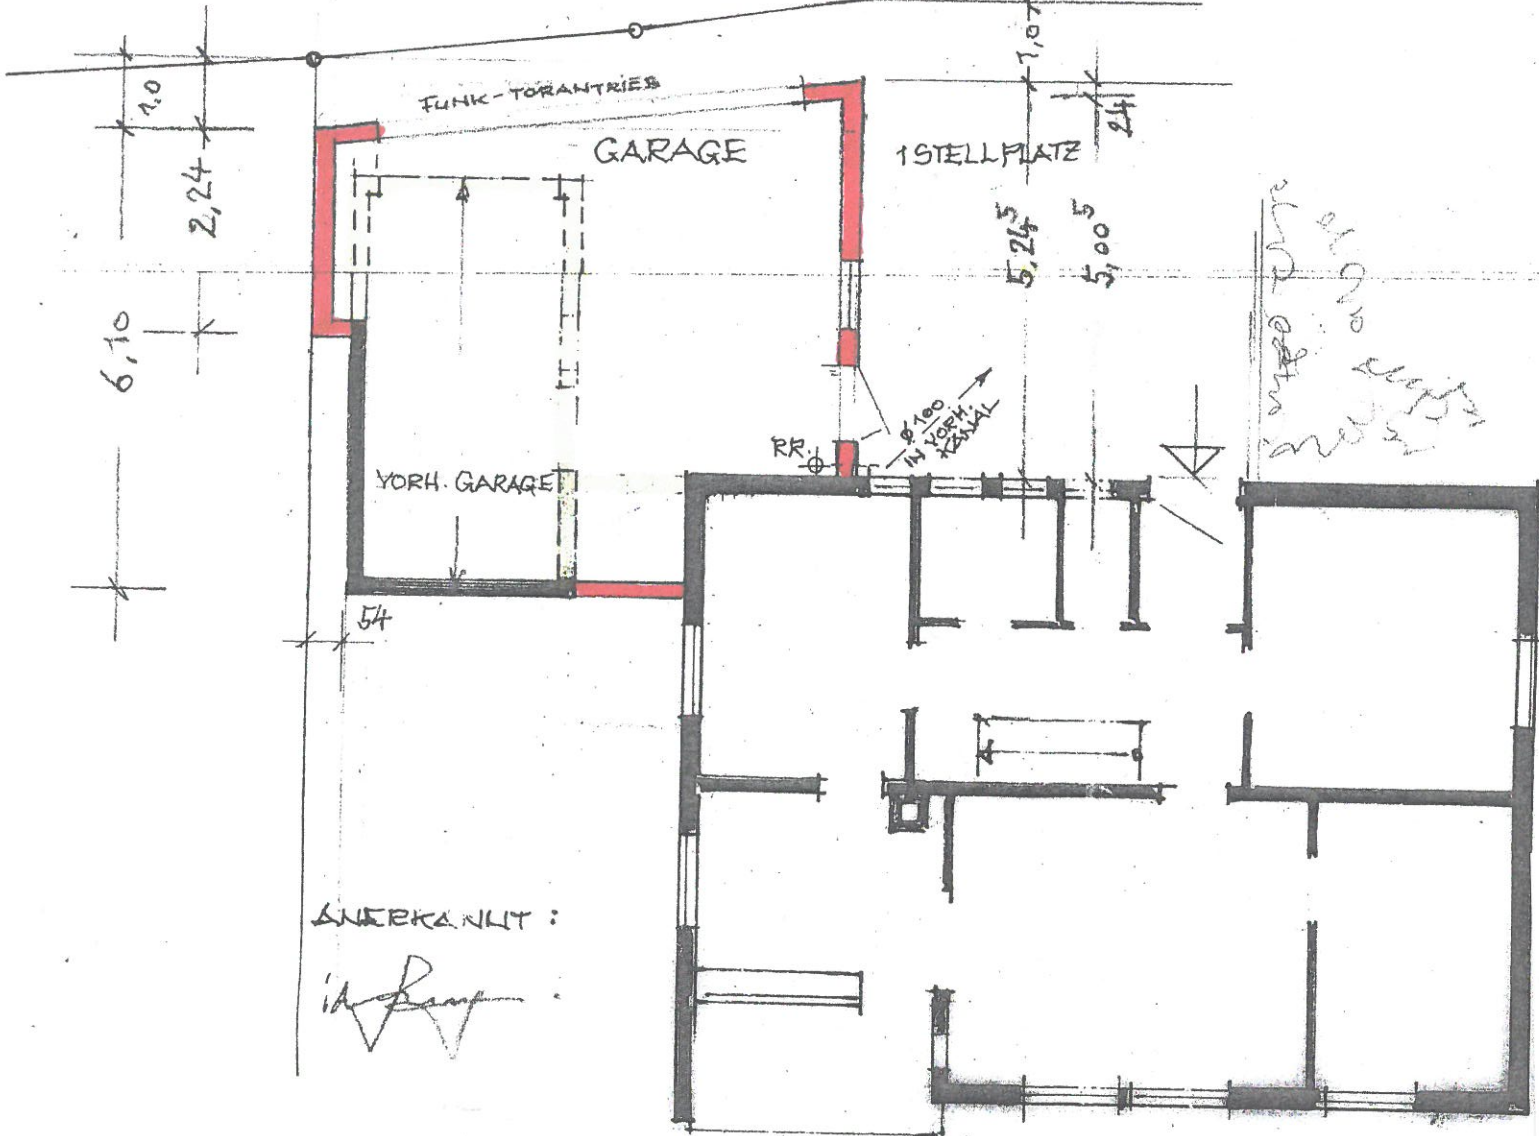 1,0
1,0
FUNK-TORANTRIEB
24
GARAGE
1 STELLPLATZ
2,24
5,24⁵
5,00⁵
6,10
Ø 100
IN VORH.
KANAL
RR.
VORH. GARAGE
54
ANERKANNT :